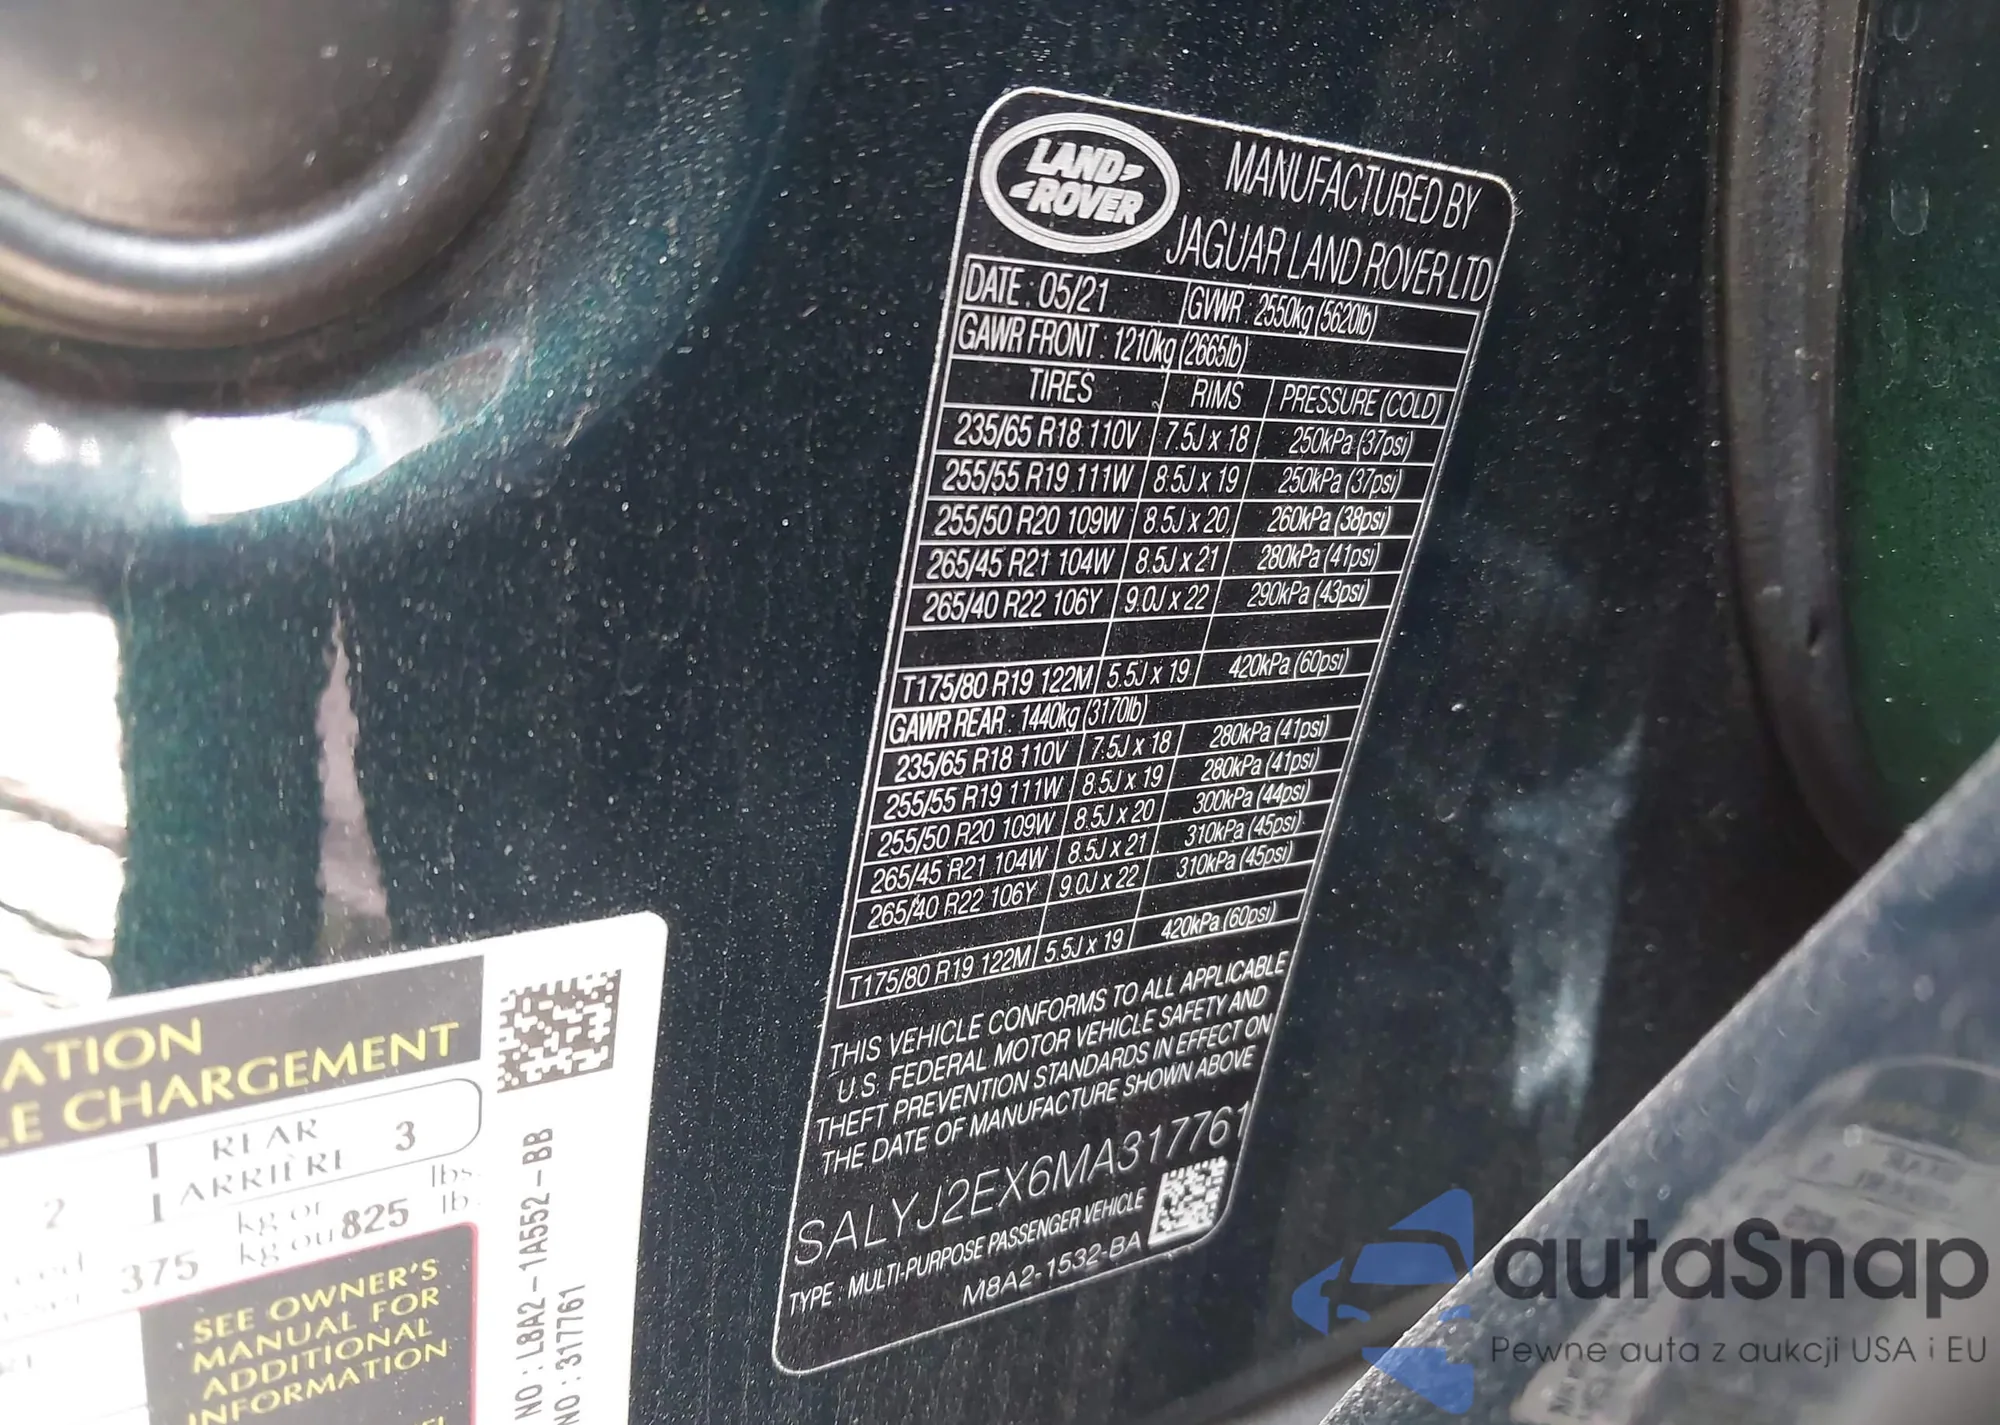 LAND
ROVER
MANUFACTURED BY
JAGUAR LAND ROVER LTD
DATE : 05/21 GVWR : 2550kg (5620lb)
GAWR FRONT : 1210kg (2665lb)
TIRES RIMS PRESSURE (COLD)
235/65 R18 110V 7.5J x 18 250kPa (37psi)
255/55 R19 111W 8.5J x 19 250kPa (37psi)
255/50 R20 109W 8.5J x 20 260kPa (38psi)
265/45 R21 104W 8.5J x 21 280kPa (41psi)
265/40 R22 106Y 9.0J x 22 290kPa (43psi)
T175/80 R19 122M 5.5J x 19 420kPa (60psi)
GAWR REAR : 1440kg (3170lb)
235/65 R18 110V 7.5J x 18 280kPa (41psi)
255/55 R19 111W 8.5J x 19 280kPa (41psi)
255/50 R20 109W 8.5J x 20 300kPa (44psi)
265/45 R21 104W 8.5J x 21 310kPa (45psi)
265/40 R22 106Y 9.0J x 22 310kPa (45psi)
T175/80 R19 122M 5.5J x 19 420kPa (60psi)
THIS VEHICLE CONFORMS TO ALL APPLICABLE
U.S. FEDERAL MOTOR VEHICLE SAFETY AND
THEFT PREVENTION STANDARDS IN EFFECT ON
THE DATE OF MANUFACTURE SHOWN ABOVE
SALYJ2EX6MA317761
TYPE : MULTI-PURPOSE PASSENGER VEHICLE
M8A2-1532-BA
ATION
LE CHARGEMENT
2 REAR
ARRIÈRE 3
375 kg or
kg ou 825 lbs.
lb.
SEE OWNER'S
MANUAL FOR
ADDITIONAL
INFORMATION
NO : L8A2-1A552-BB
NO : 317761
autaSnap
Pewne auta z aukcji USA i EU